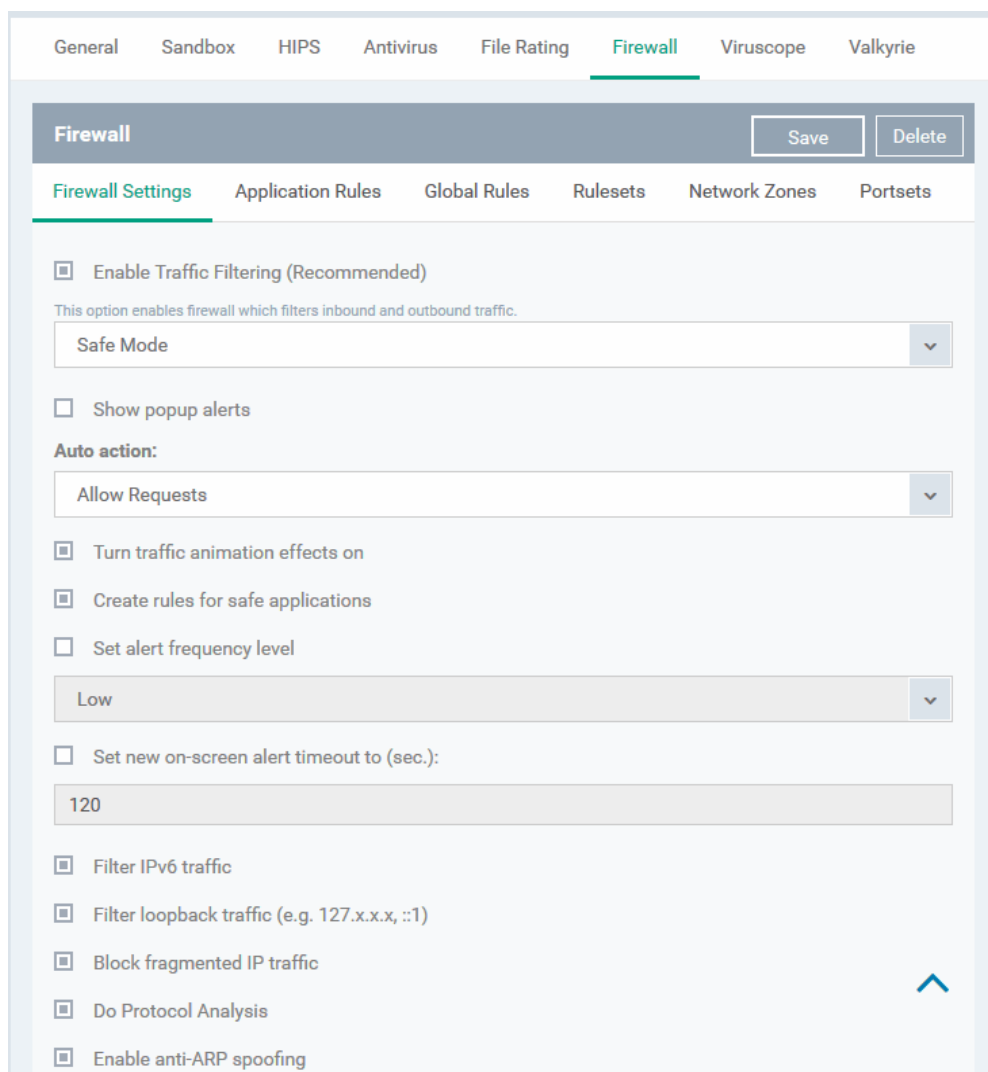 General Sandbox HIPS Antivirus File Rating Firewall Viruscope Valkyrie
Firewall Save Delete
Firewall Settings Application Rules Global Rules Rulesets Network Zones Portsets
Enable Traffic Filtering (Recommended)
This option enables firewall which filters inbound and outbound traffic.
Safe Mode
Show popup alerts
Auto action:
Allow Requests
Turn traffic animation effects on
Create rules for safe applications
Set alert frequency level
Low
Set new on-screen alert timeout to (sec.):
120
Filter IPv6 traffic
Filter loopback traffic (e.g. 127.x.x.x, ::1)
Block fragmented IP traffic
Do Protocol Analysis
Enable anti-ARP spoofing